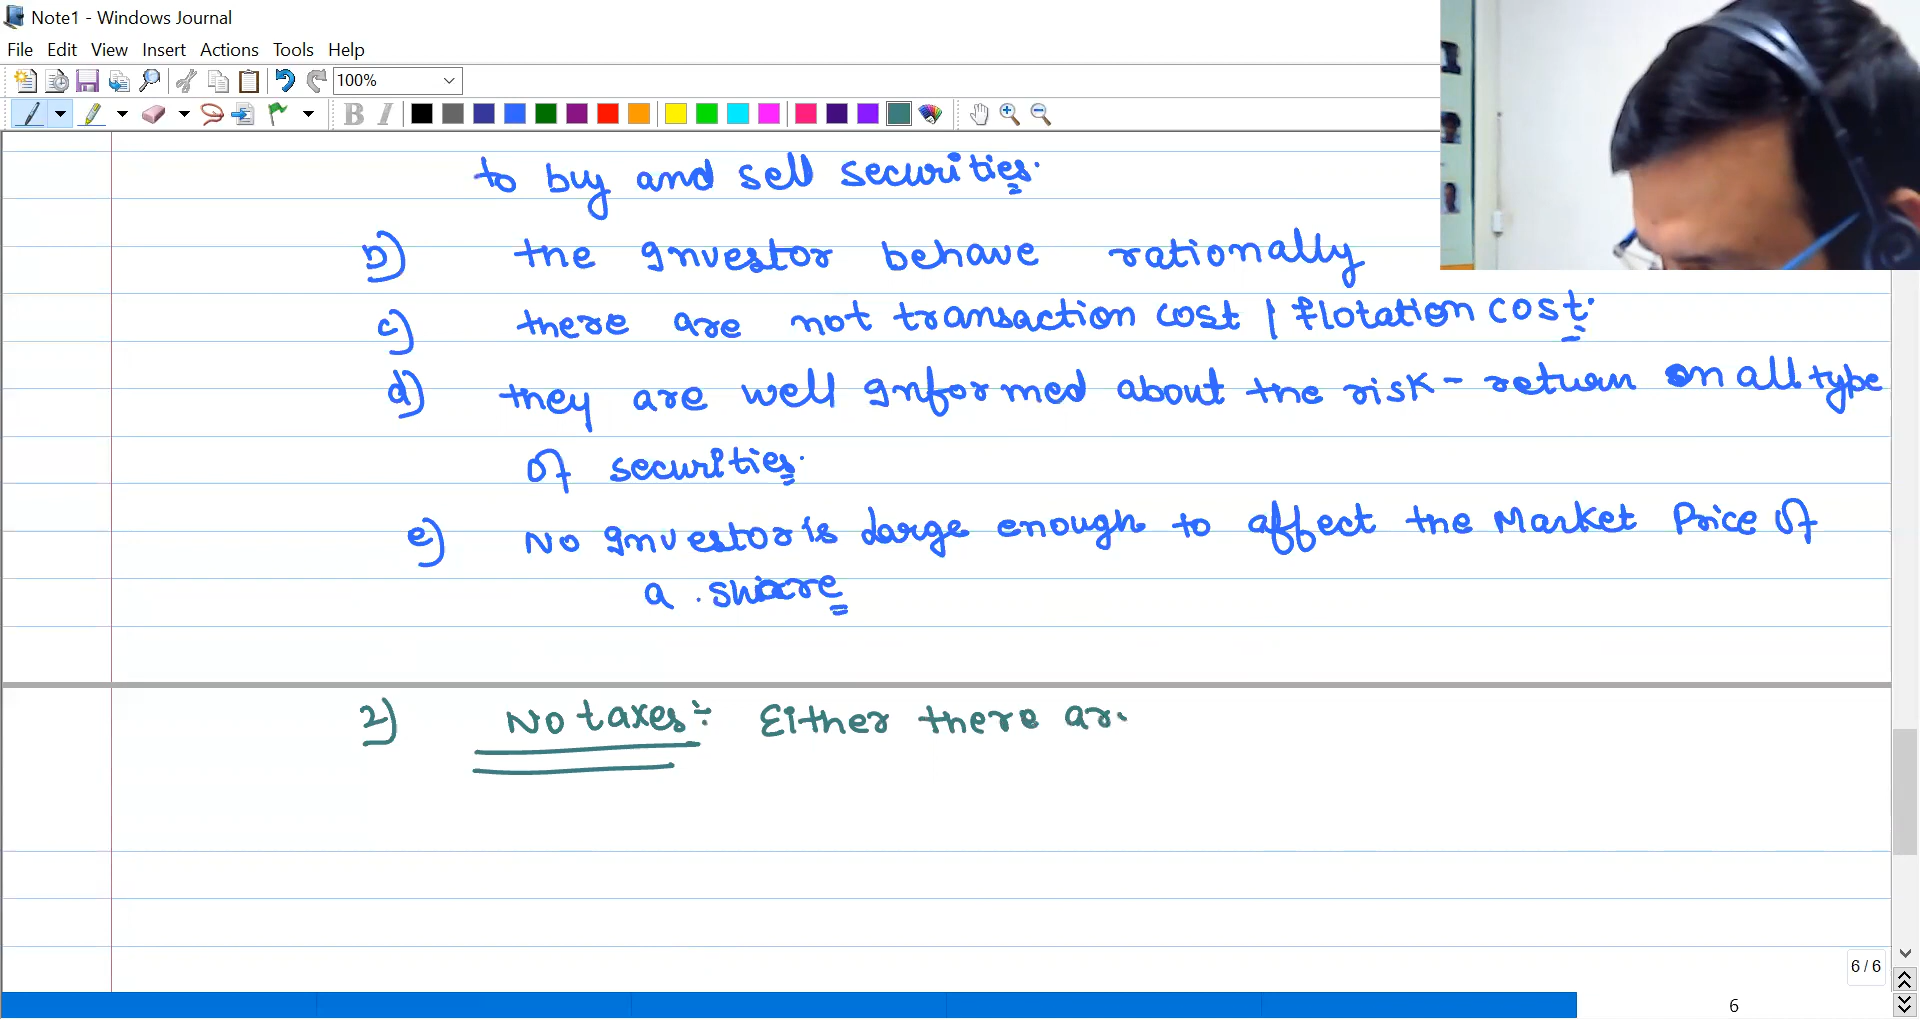 Note1 - Windows Journal
File Edit View Insert Actions Tools Help
100%
B I
to buy and sell securities.
b) the Investor behave rationally
c) there are not transaction cost | flotation cost.
d) they are well Informed about the risk - return on all type
of securities.
e) No Investor is large enough to affect the Market Price of
a share
2) No taxes:- Either there are
6 / 6
6